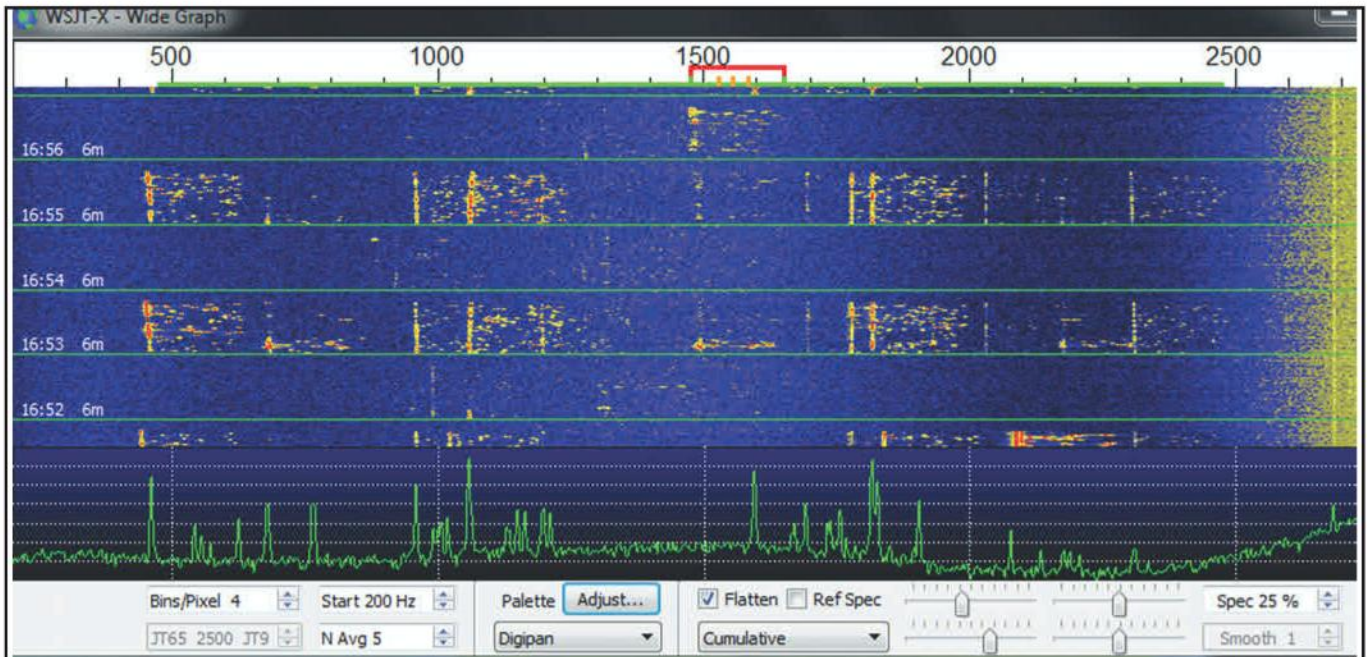 WSJT-X - Wide Graph
500 1000 1500 2000 2500
16:56 6m
16:55 6m
16:54 6m
16:53 6m
16:52 6m
Bins/Pixel 4 Start 200 Hz Palette Adjust... Flatten Ref Spec Spec 25 %
JT65 2500 JT9 N Avg 5 Digipan Cumulative Smooth 1